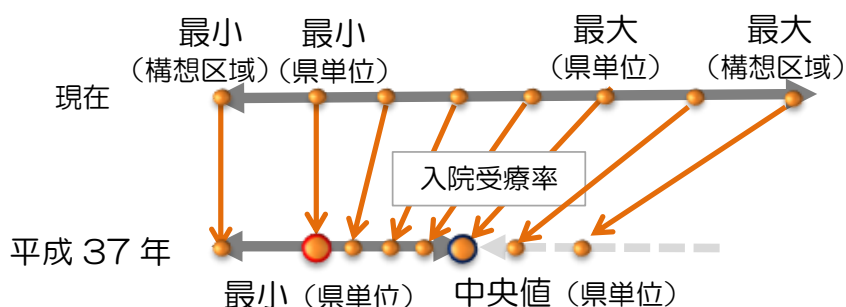 最小 最小 最大 最大
(構想区域) (県単位) (県単位) (構想区域)
現在
入院受療率
平成 37 年
最小 (県単位) 中央値 (県単位)